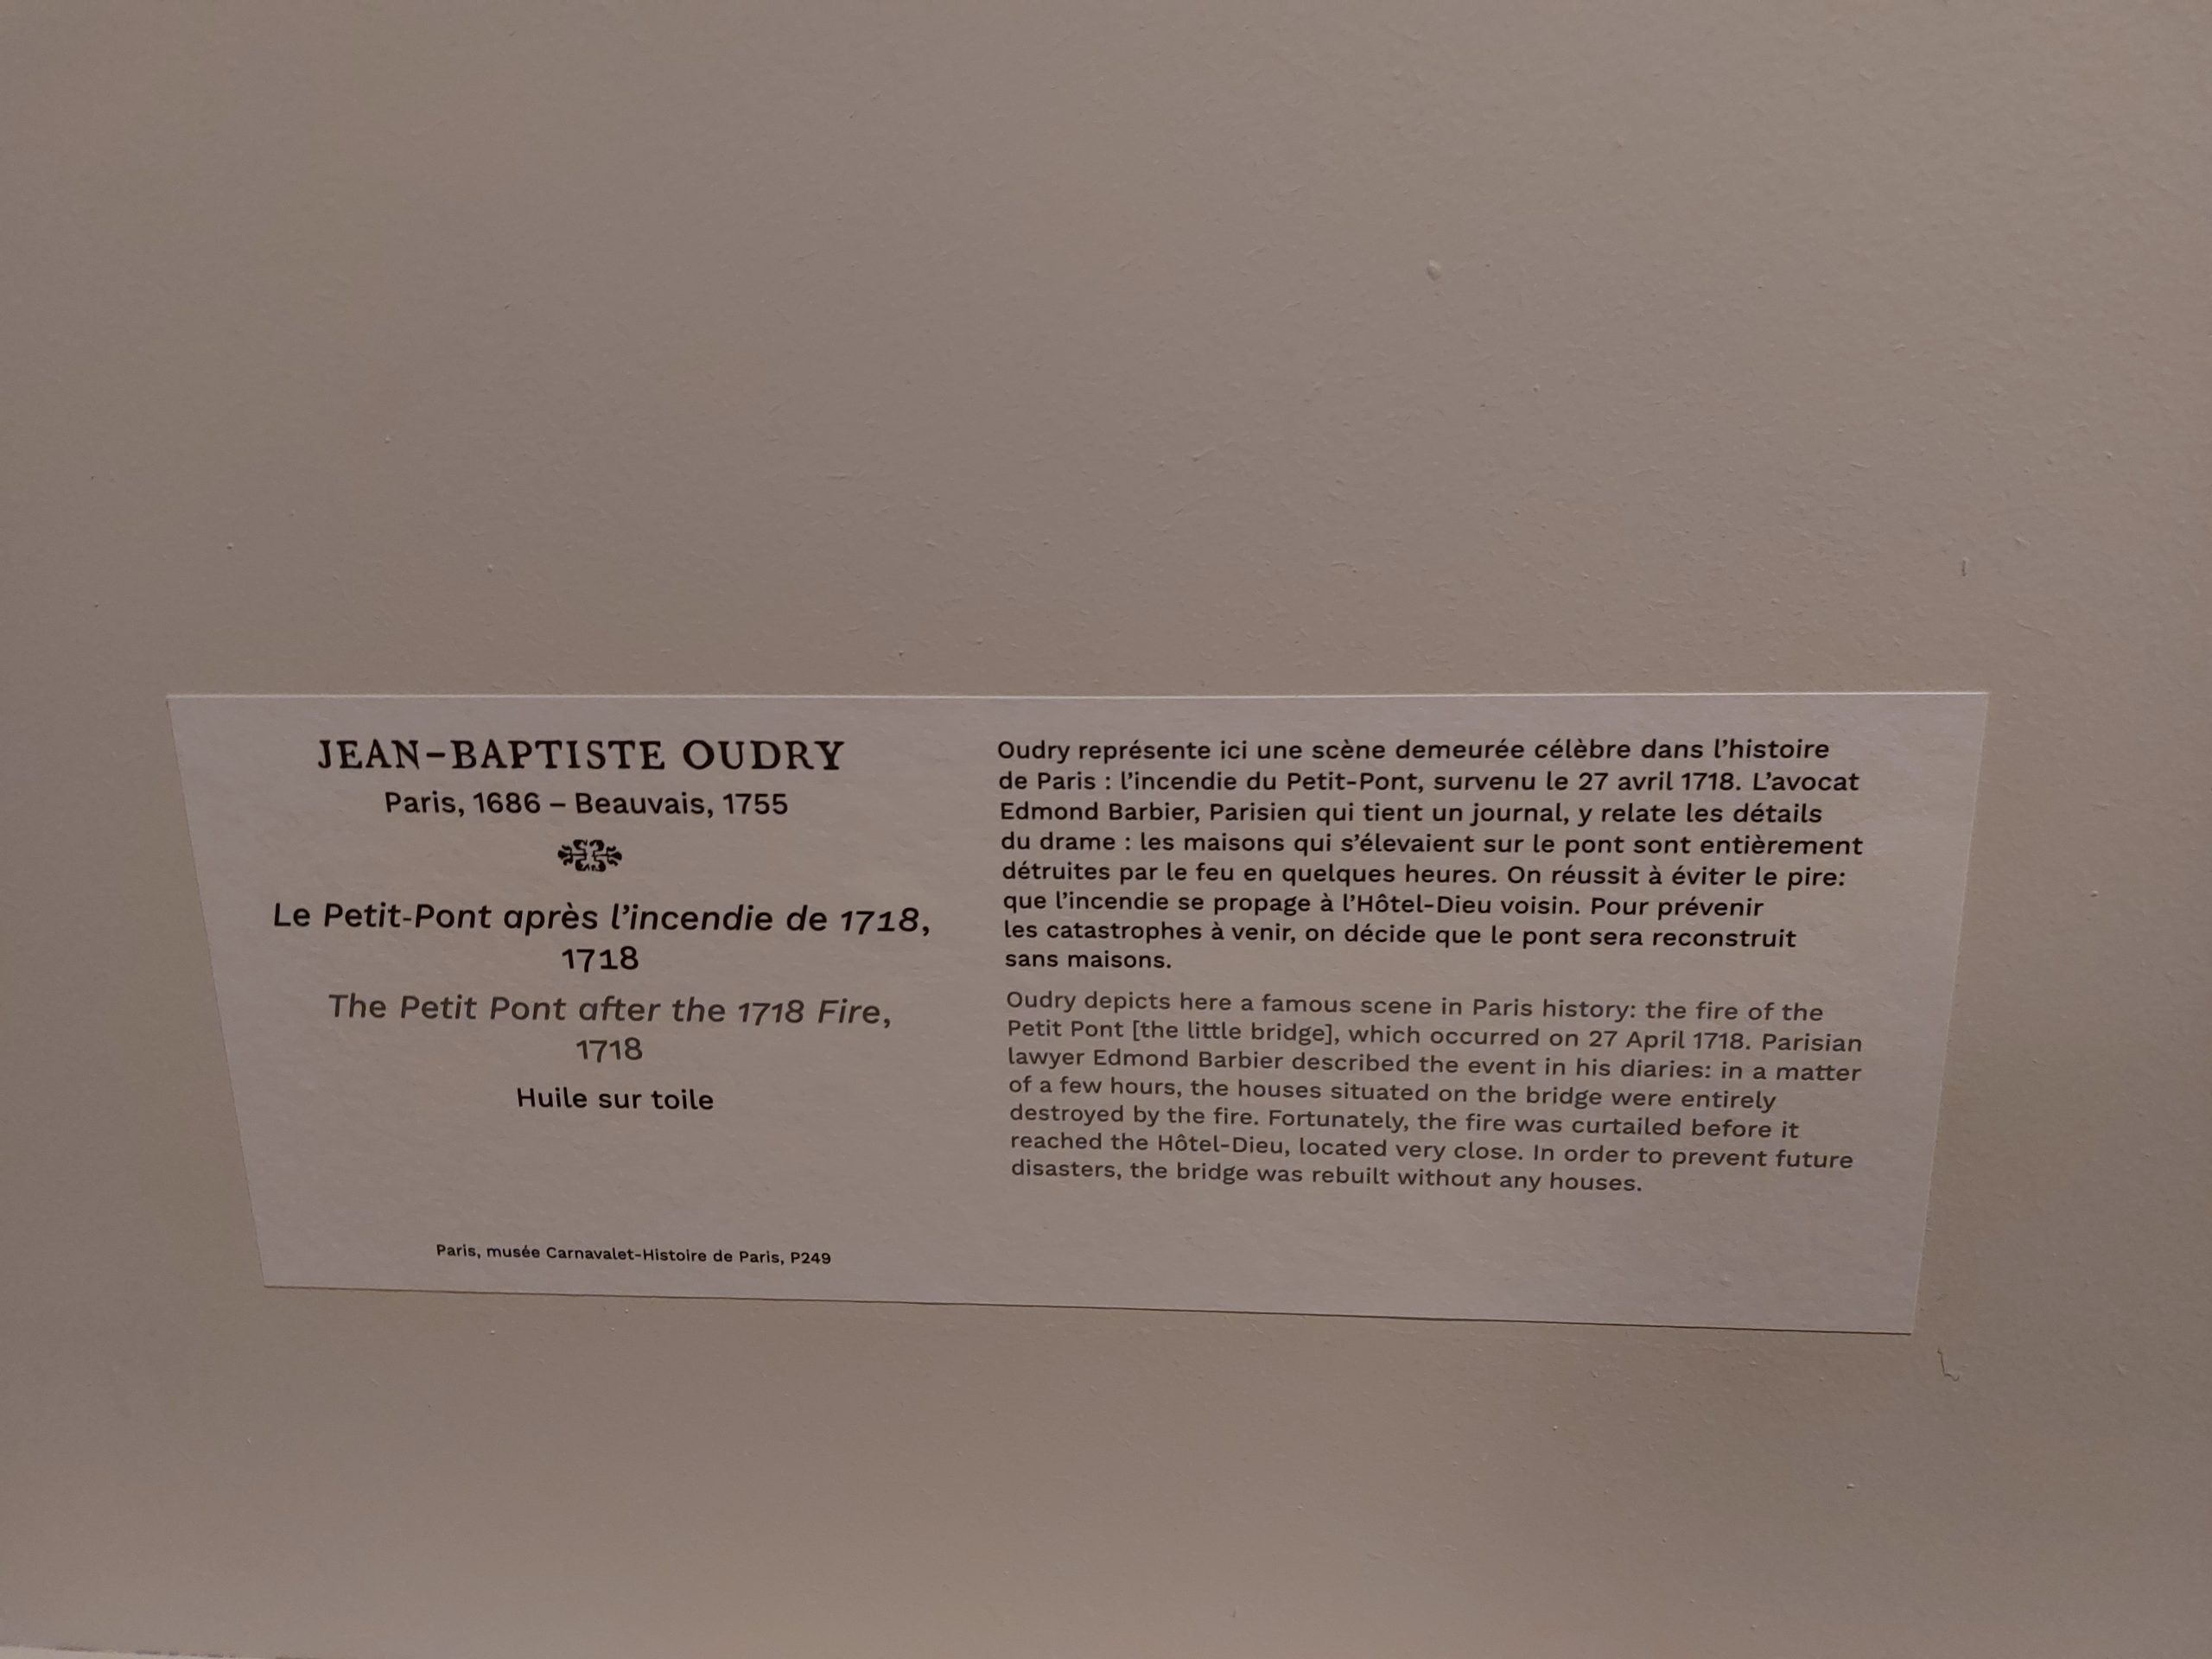 JEAN-BAPTISTE OUDRY
Paris, 1686 – Beauvais, 1755
Le Petit-Pont après l'incendie de 1718,
1718
The Petit Pont after the 1718 Fire,
1718
Huile sur toile
Paris, musée Carnavalet-Histoire de Paris, P249
Oudry représente ici une scène demeurée célèbre dans l'histoire
de Paris : l'incendie du Petit-Pont, survenu le 27 avril 1718. L'avocat
Edmond Barbier, Parisien qui tient un journal, y relate les détails
du drame : les maisons qui s'élevaient sur le pont sont entièrement
détruites par le feu en quelques heures. On réussit à éviter le pire:
que l'incendie se propage à l'Hôtel-Dieu voisin. Pour prévenir
les catastrophes à venir, on décide que le pont sera reconstruit
sans maisons.
Oudry depicts here a famous scene in Paris history: the fire of the
Petit Pont [the little bridge], which occurred on 27 April 1718. Parisian
lawyer Edmond Barbier described the event in his diaries: in a matter
of a few hours, the houses situated on the bridge were entirely
destroyed by the fire. Fortunately, the fire was curtailed before it
reached the Hôtel-Dieu, located very close. In order to prevent future
disasters, the bridge was rebuilt without any houses.